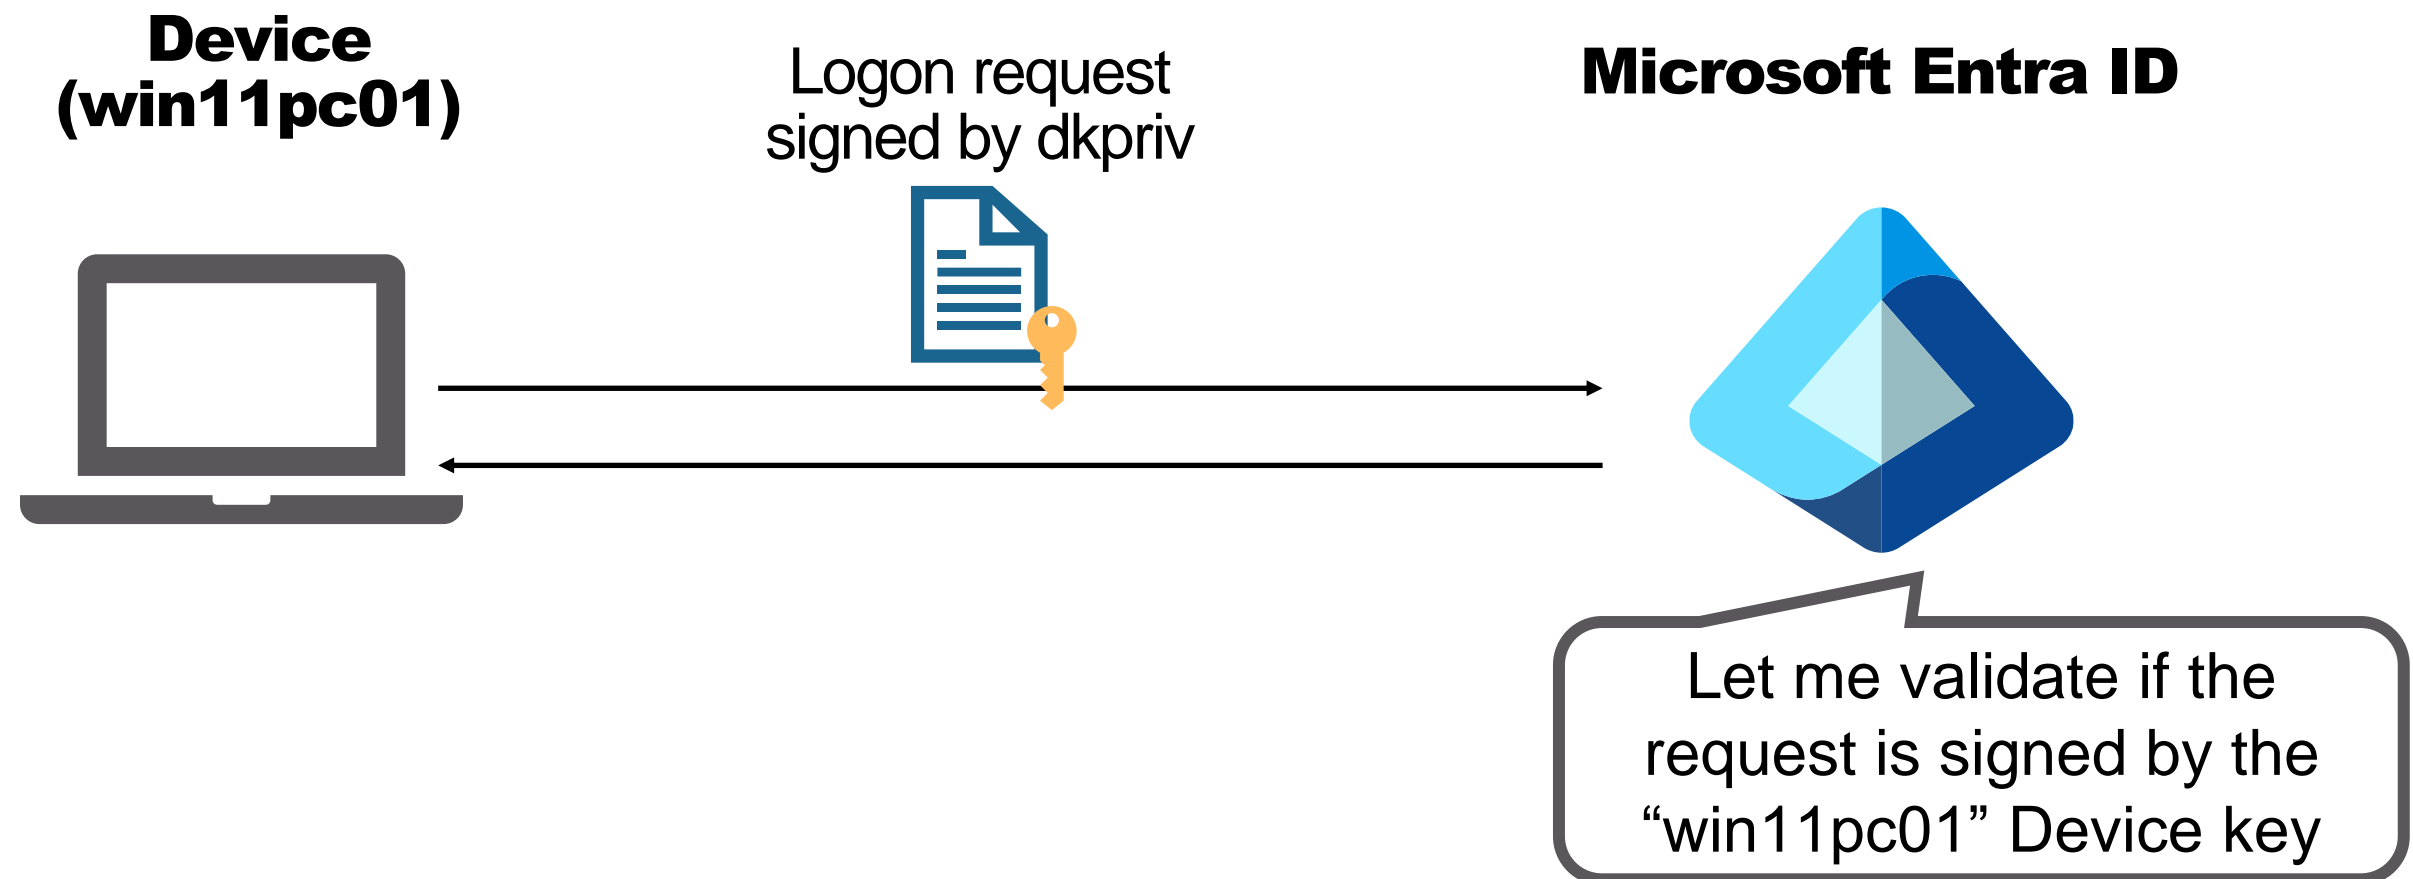 Device
(win11pc01)
Logon request
signed by dkpriv
Microsoft Entra ID
Let me validate if the
request is signed by the
“win11pc01” Device key